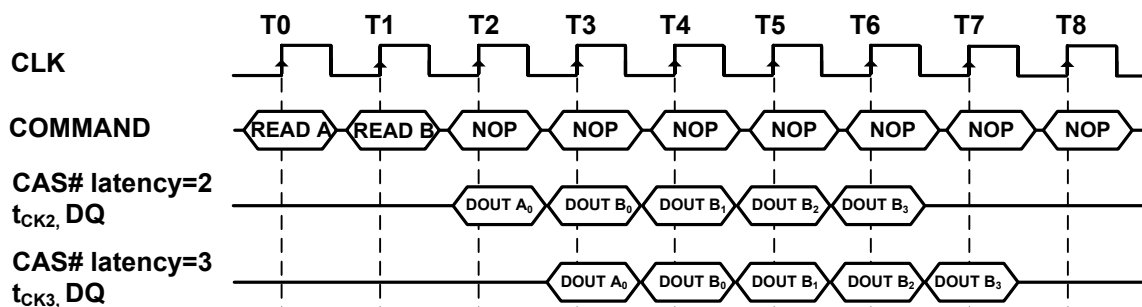 T0 T1 T2 T3 T4 T5 T6 T7 T8
CLK
COMMAND READ A READ B NOP NOP NOP NOP NOP NOP NOP
CAS# latency=2
tCK2, DQ DOUT A0 DOUT B0 DOUT B1 DOUT B2 DOUT B3
CAS# latency=3
tCK3, DQ DOUT A0 DOUT B0 DOUT B1 DOUT B2 DOUT B3